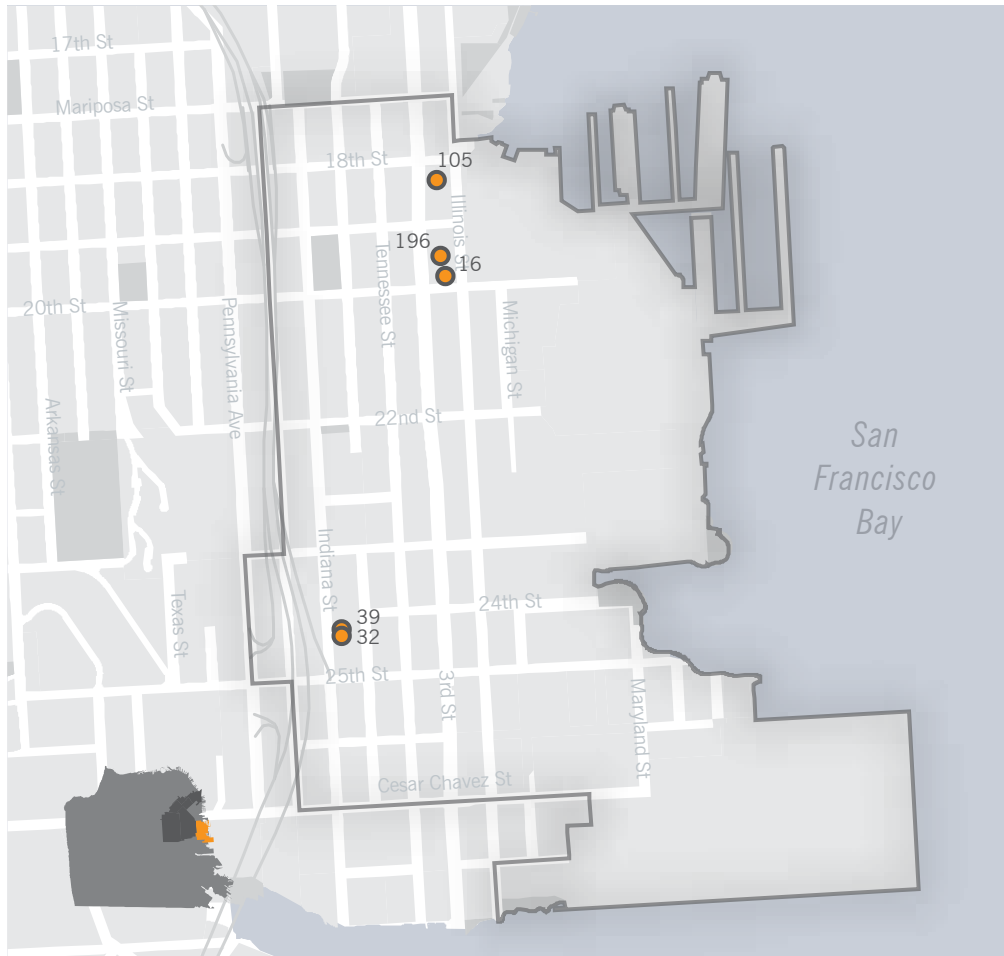 17th St
Mariposa St
18th St
105
Illinois St
196
16
Tennessee St
20th St
Missouri St
Pennsylvania Ave
Michigan St
Arkansas St
22nd St
San
Francisco
Bay
Indiana St
Texas St
24th St
39
32
25th St
3rd St
Maryland St
Cesar Chavez St